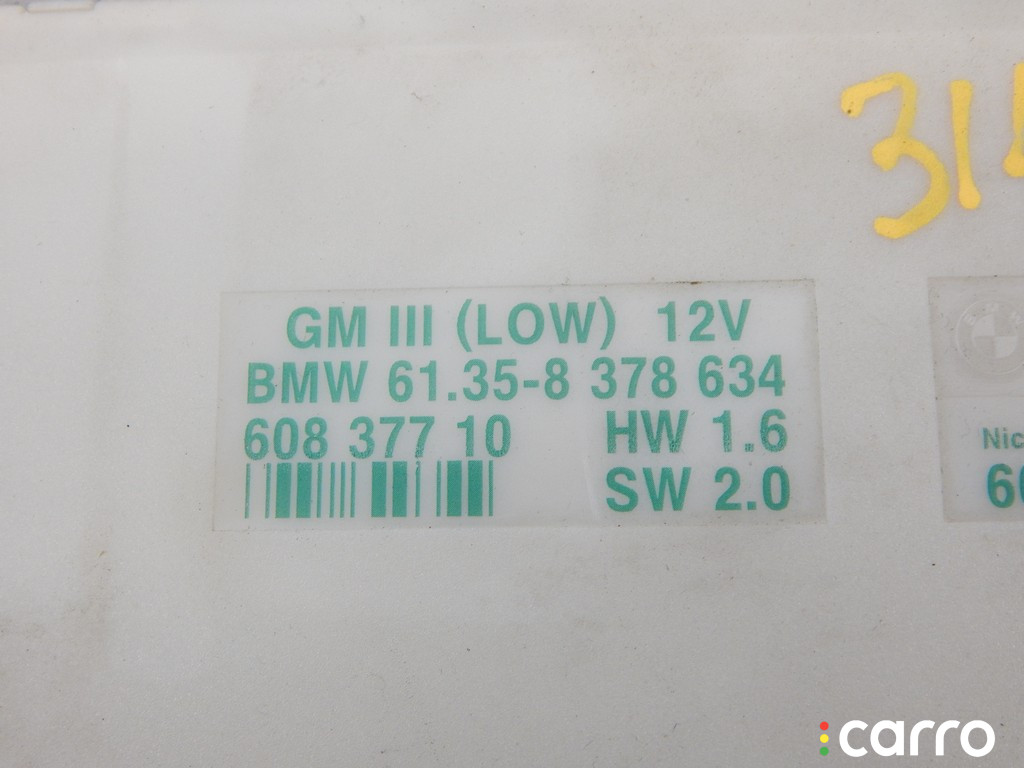 31
GM III (LOW) 12V
BMW 61.35-8 378 634
608 377 10 HW 1.6
SW 2.0
carro